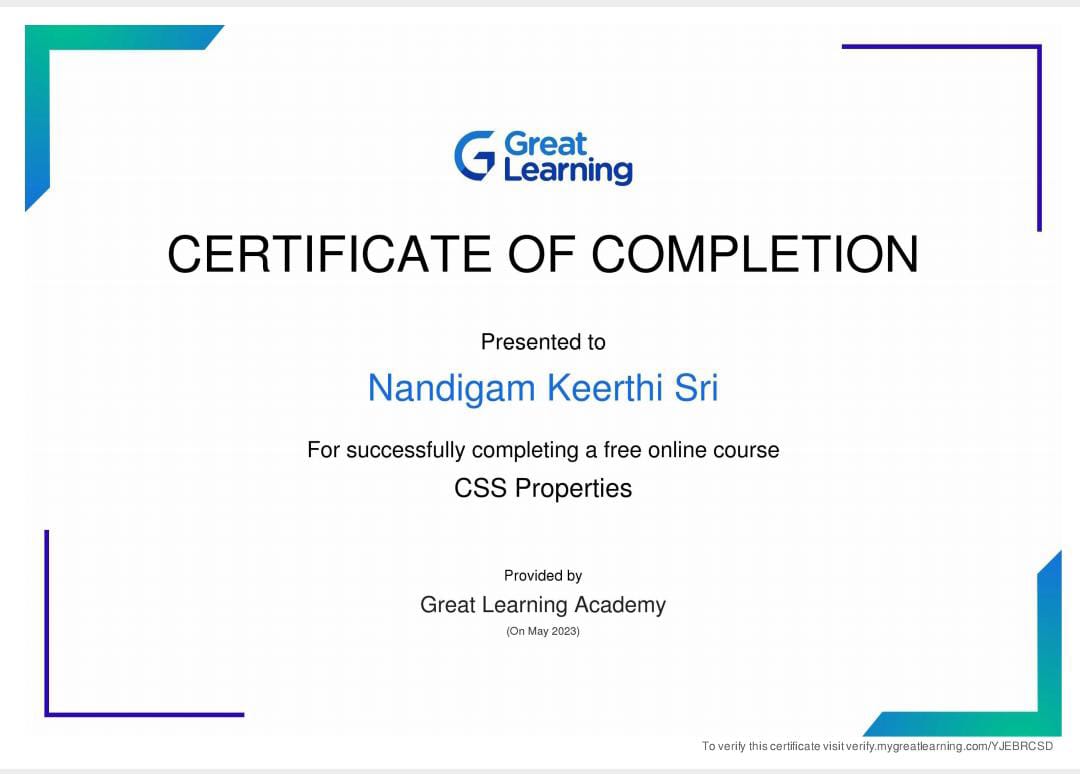 Great
Learning
CERTIFICATE OF COMPLETION
Presented to
Nandigam Keerthi Sri
For successfully completing a free online course
CSS Properties
Provided by
Great Learning Academy
(On May 2023)
To verify this certificate visit verify.mygreatlearning.com/YJEBRCSD